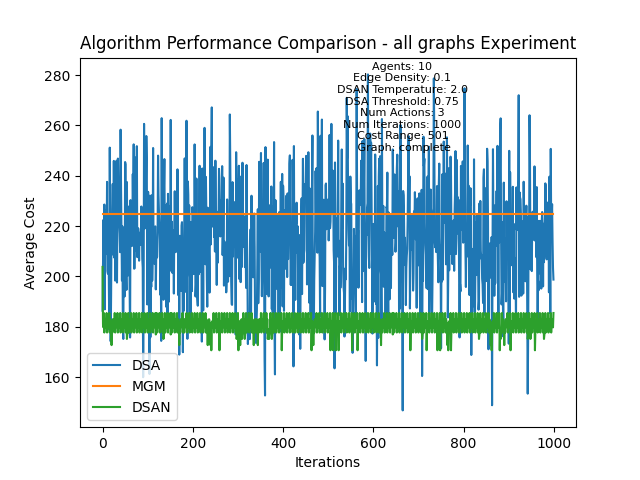 Algorithm Performance Comparison - all graphs Experiment
Agents: 10
Edge Density: 0.1
DSAN Temperature: 2.0
DSA Threshold: 0.75
Num Actions: 3
Num Iterations: 1000
Cost Range: 501
Graph: complete
Average Cost
280
260
240
220
200
180
160
DSA
MGM
DSAN
0
200
400
600
800
1000
Iterations